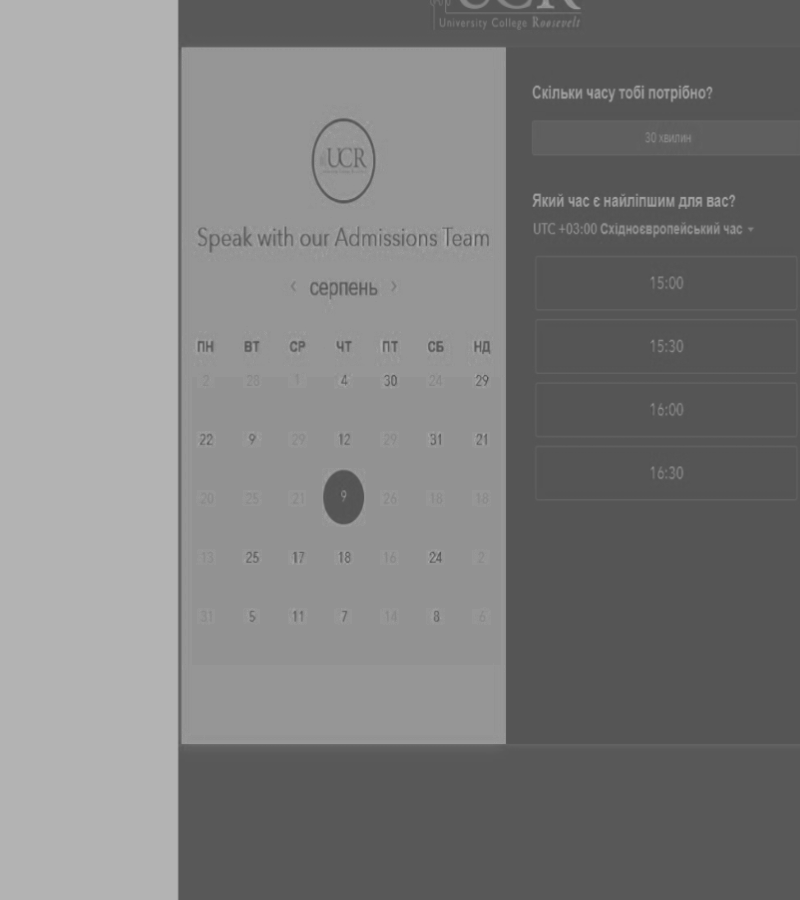 UCR
University College Roosevelt
UCR
Speak with our Admissions Team
‹ серпень ›
ПН ВТ СР ЧТ ПТ СБ НД
2 28 4 30 24 29
22 9 29 12 29 31 21
20 25 21 9 26 18 18
13 25 17 18 16 24 2
31 5 11 7 14 8 6
Скільки часу тобі потрібно?
30 хвилин
Який час є найліпшим для вас?
UTC +03:00 Східноєвропейський час
15:00
15:30
16:00
16:30